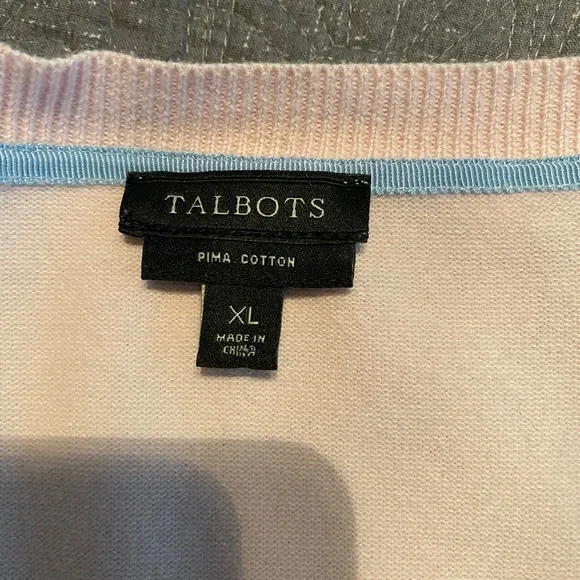 TALBOTS
PIMA COTTON
XL
MADE IN
CHINA